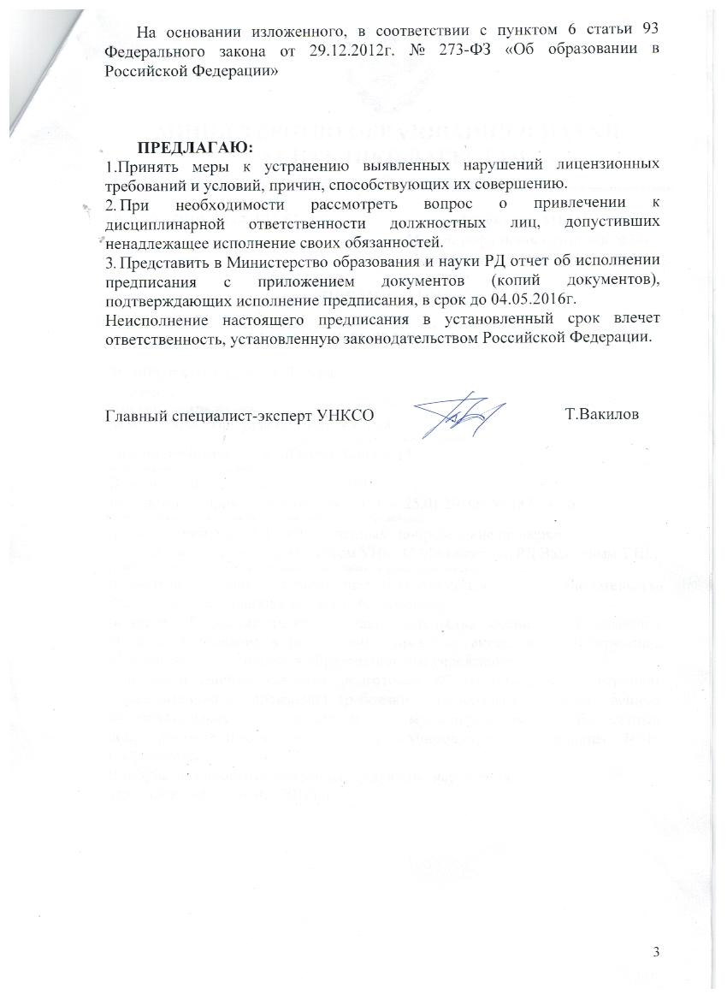 На основании изложенного, в соответствии с пунктом 6 статьи 93
Федерального закона от 29.12.2012г. № 273-ФЗ «Об образовании в
Российской Федерации»
ПРЕДЛАГАЮ:
1.Принять меры к устранению выявленных нарушений лицензионных
требований и условий, причин, способствующих их совершению.
2. При необходимости рассмотреть вопрос о привлечении к
дисциплинарной ответственности должностных лиц, допустивших
ненадлежащее исполнение своих обязанностей.
3. Представить в Министерство образования и науки РД отчет об исполнении
предписания с приложением документов (копий документов),
подтверждающих исполнение предписания, в срок до 04.05.2016г.
Неисполнение настоящего предписания в установленный срок влечет
ответственность, установленную законодательством Российской Федерации.
Главный специалист-эксперт УНКСО Т.Вакилов
3